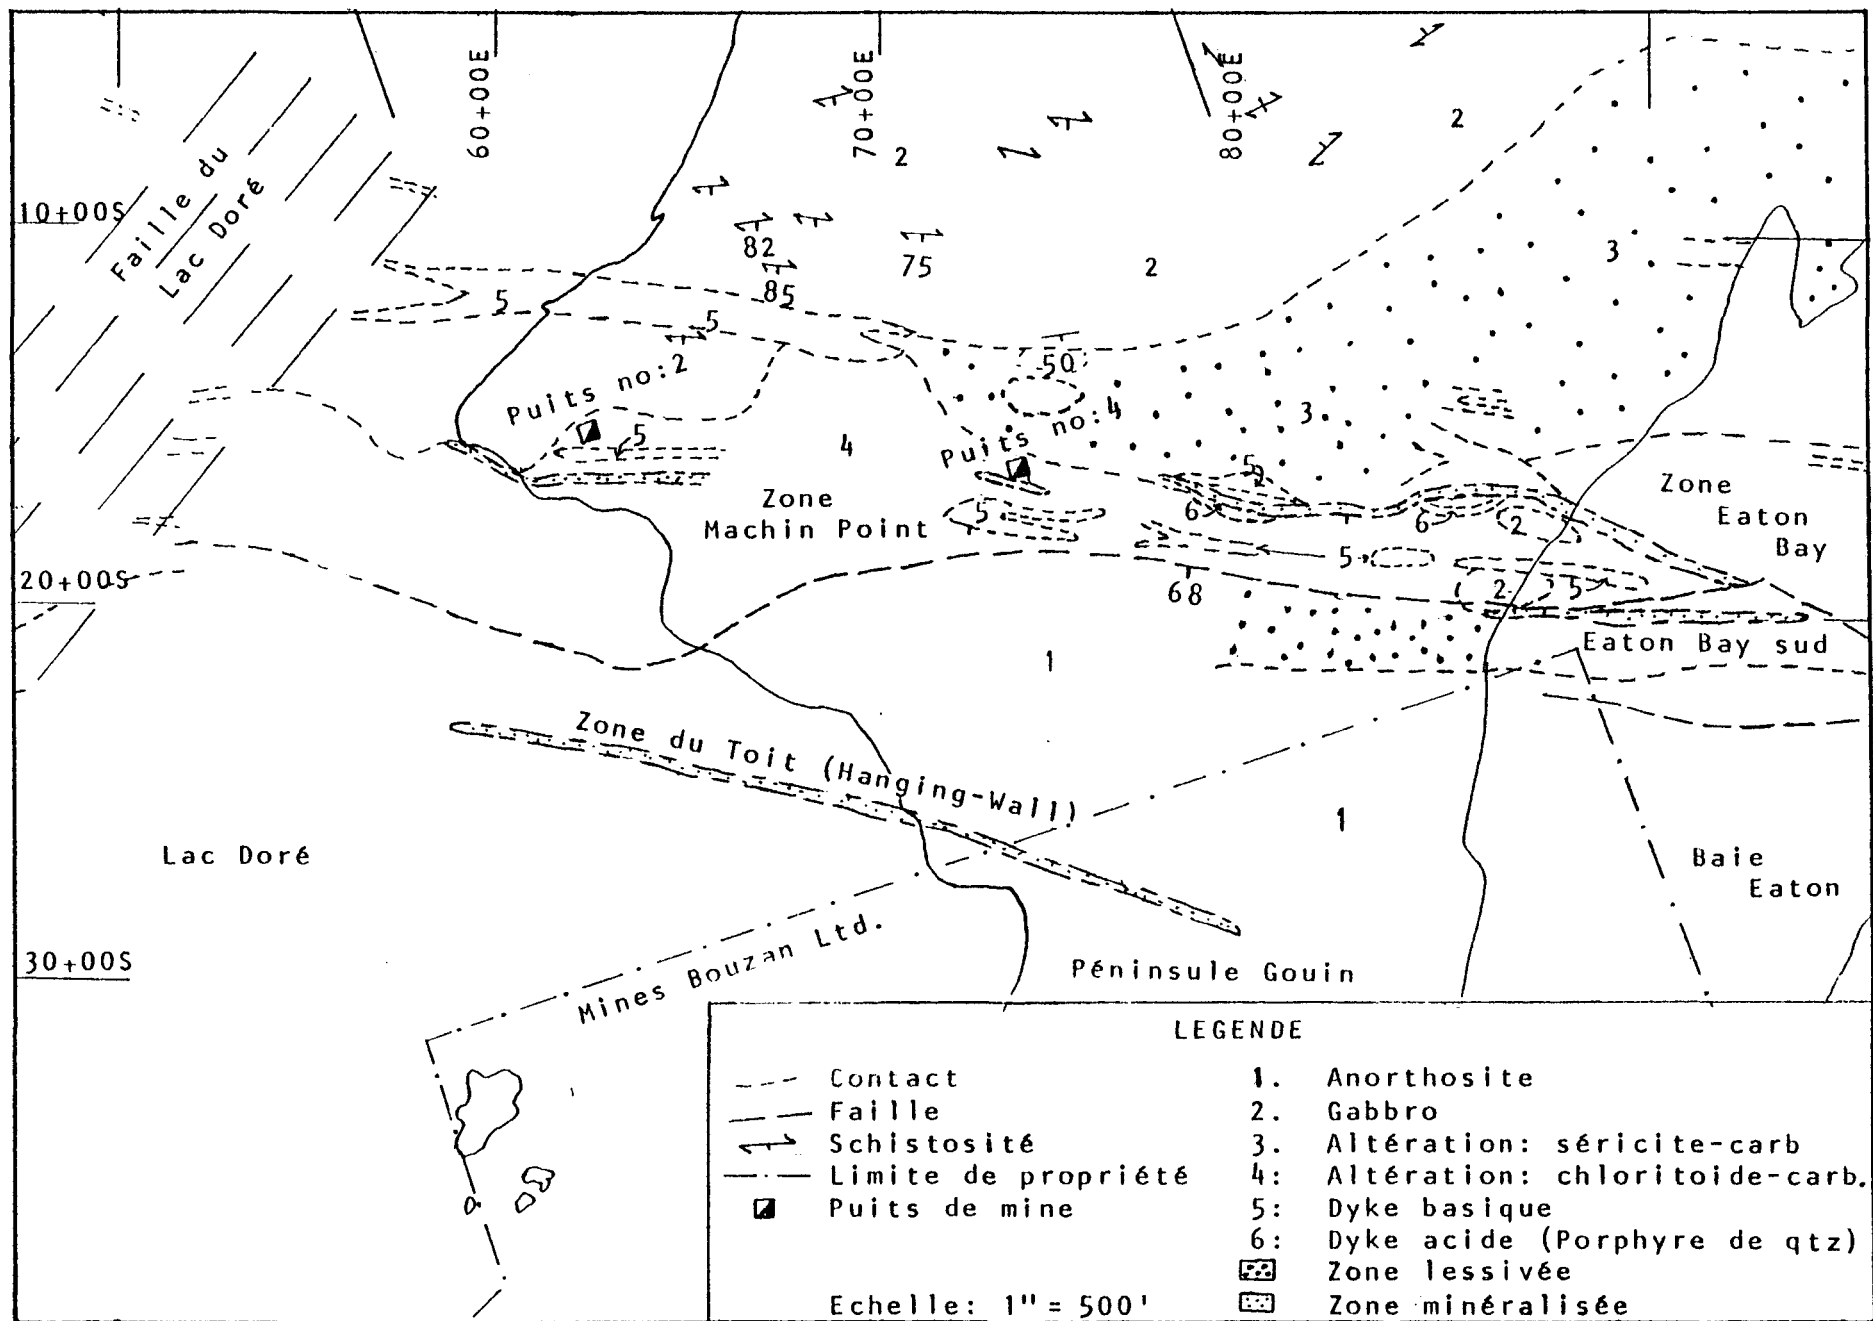 60+00E
70+00E
80+00E
2
2
Faille du
Lac Doré
10+00S
82
85
75
2
3
5
5
50
Puits no:2
4
3
Puits no:4
5
4
5
Zone
Machin Point
5
6
6
2
Zone
Eaton
Bay
5
20+00S
68
2
5
1
Eaton Bay sud
Zone du Toit (Hanging-Wall)
1
Lac Doré
Baie
Eaton
Mines Bouzan Ltd.
30+00S
Péninsule Gouin
LEGENDE
Contact
Faille
Schistosité
Limite de propriété
Puits de mine
Echelle: 1" = 500'
1. Anorthosite
2. Gabbro
3. Altération: séricite-carb
4: Altération: chloritoide-carb.
5: Dyke basique
6: Dyke acide (Porphyre de qtz)
Zone lessivée
Zone minéralisée